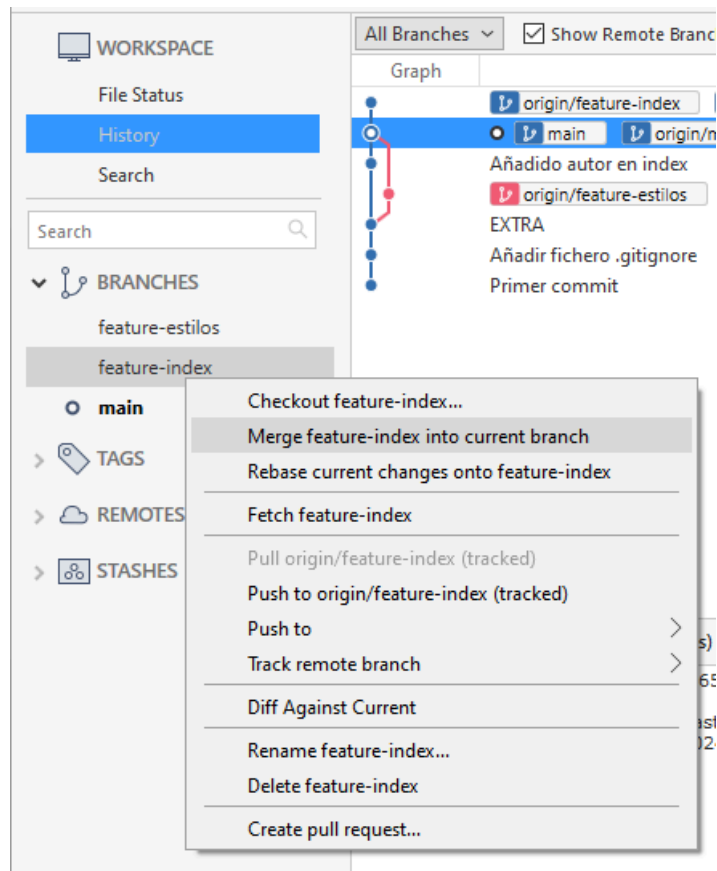 WORKSPACE
File Status
History
Search
Search
BRANCHES
feature-estilos
feature-index
main
TAGS
REMOTES
STASHES
All Branches Show Remote Branc
Graph
origin/feature-index
main origin/m
Añadido autor en index
origin/feature-estilos
EXTRA
Añadir fichero .gitignore
Primer commit
Checkout feature-index...
Merge feature-index into current branch
Rebase current changes onto feature-index
Fetch feature-index
Pull origin/feature-index (tracked)
Push to origin/feature-index (tracked)
Push to
Track remote branch
Diff Against Current
Rename feature-index...
Delete feature-index
Create pull request...